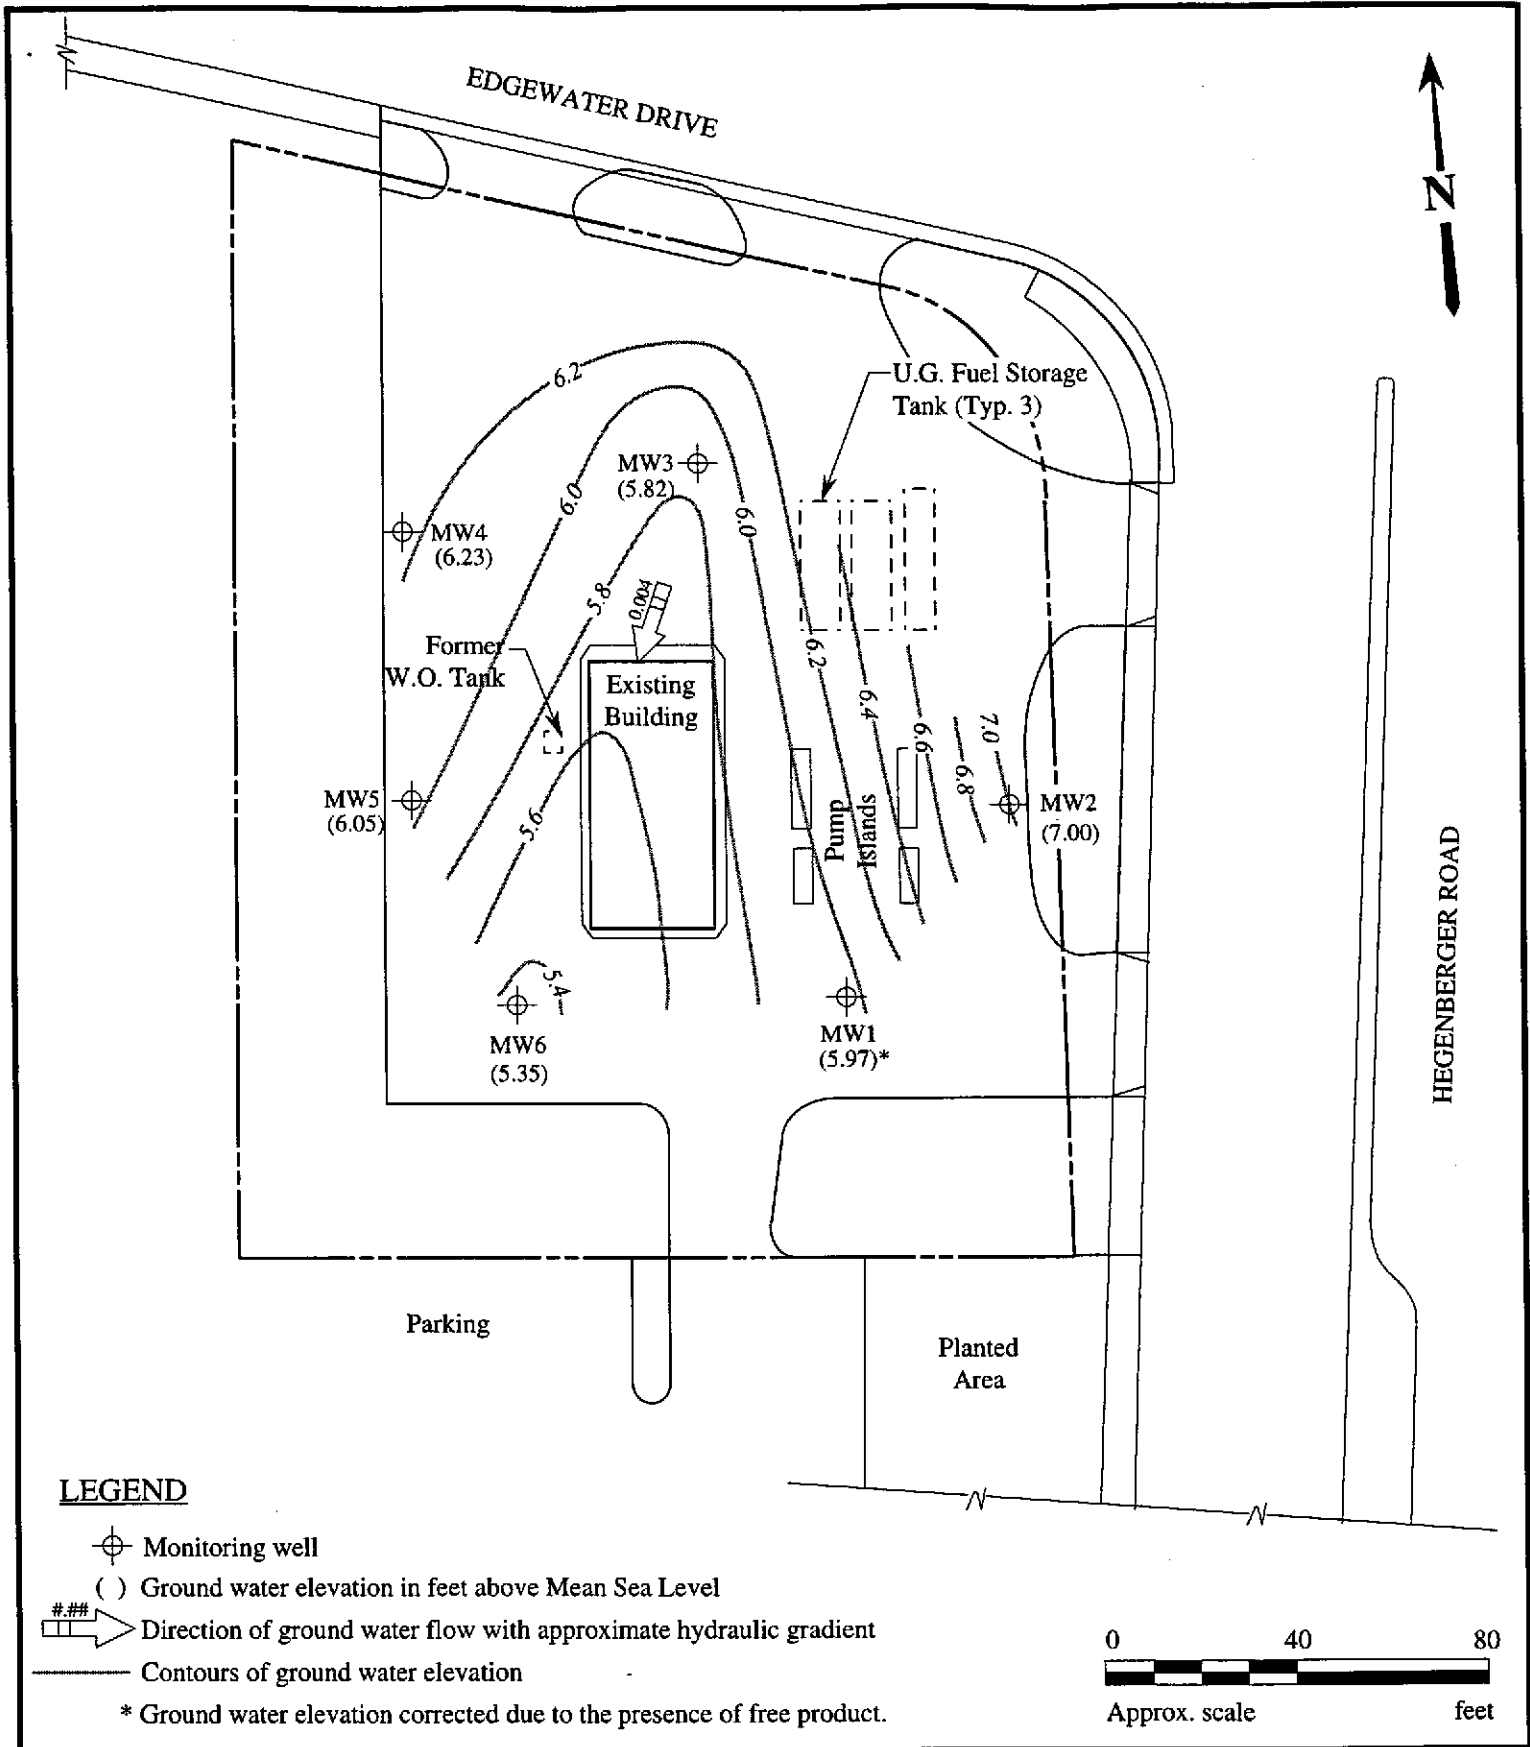 EDGEWATER DRIVE
N
6.2
U.G. Fuel Storage
Tank (Typ. 3)
MW3
(5.82)
6.0
6.0
MW4
(6.23)
5.8
0.004
Former
W.O. Tank
6.2
Existing
Building
6.4
6.6
7.0
6.8
MW5
(6.05)
5.6
Pump
Islands
MW2
(7.00)
HEGENBERGER ROAD
5.4
MW6
(5.35)
MW1
(5.97)*
Parking
Planted
Area
LEGEND
Monitoring well
( ) Ground water elevation in feet above Mean Sea Level
#.##
Direction of ground water flow with approximate hydraulic gradient
Contours of ground water elevation
* Ground water elevation corrected due to the presence of free product.
0 40 80
Approx. scale feet